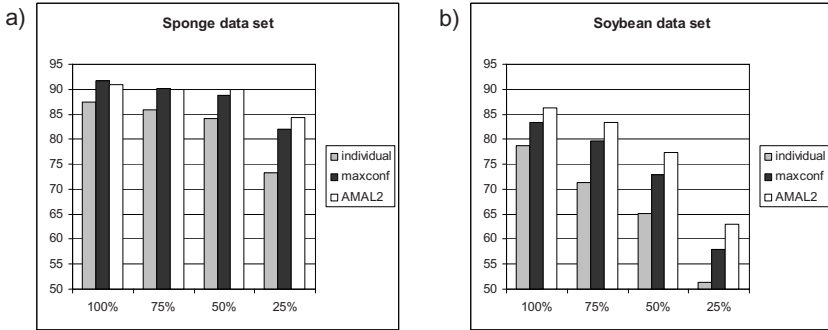 a)
Sponge data set
95
90
85
80
75
70
65
60
55
50
100% 75% 50% 25%
individual
maxconf
AMAL2
b)
Soybean data set
95
90
85
80
75
70
65
60
55
50
100% 75% 50% 25%
individual
maxconf
AMAL2